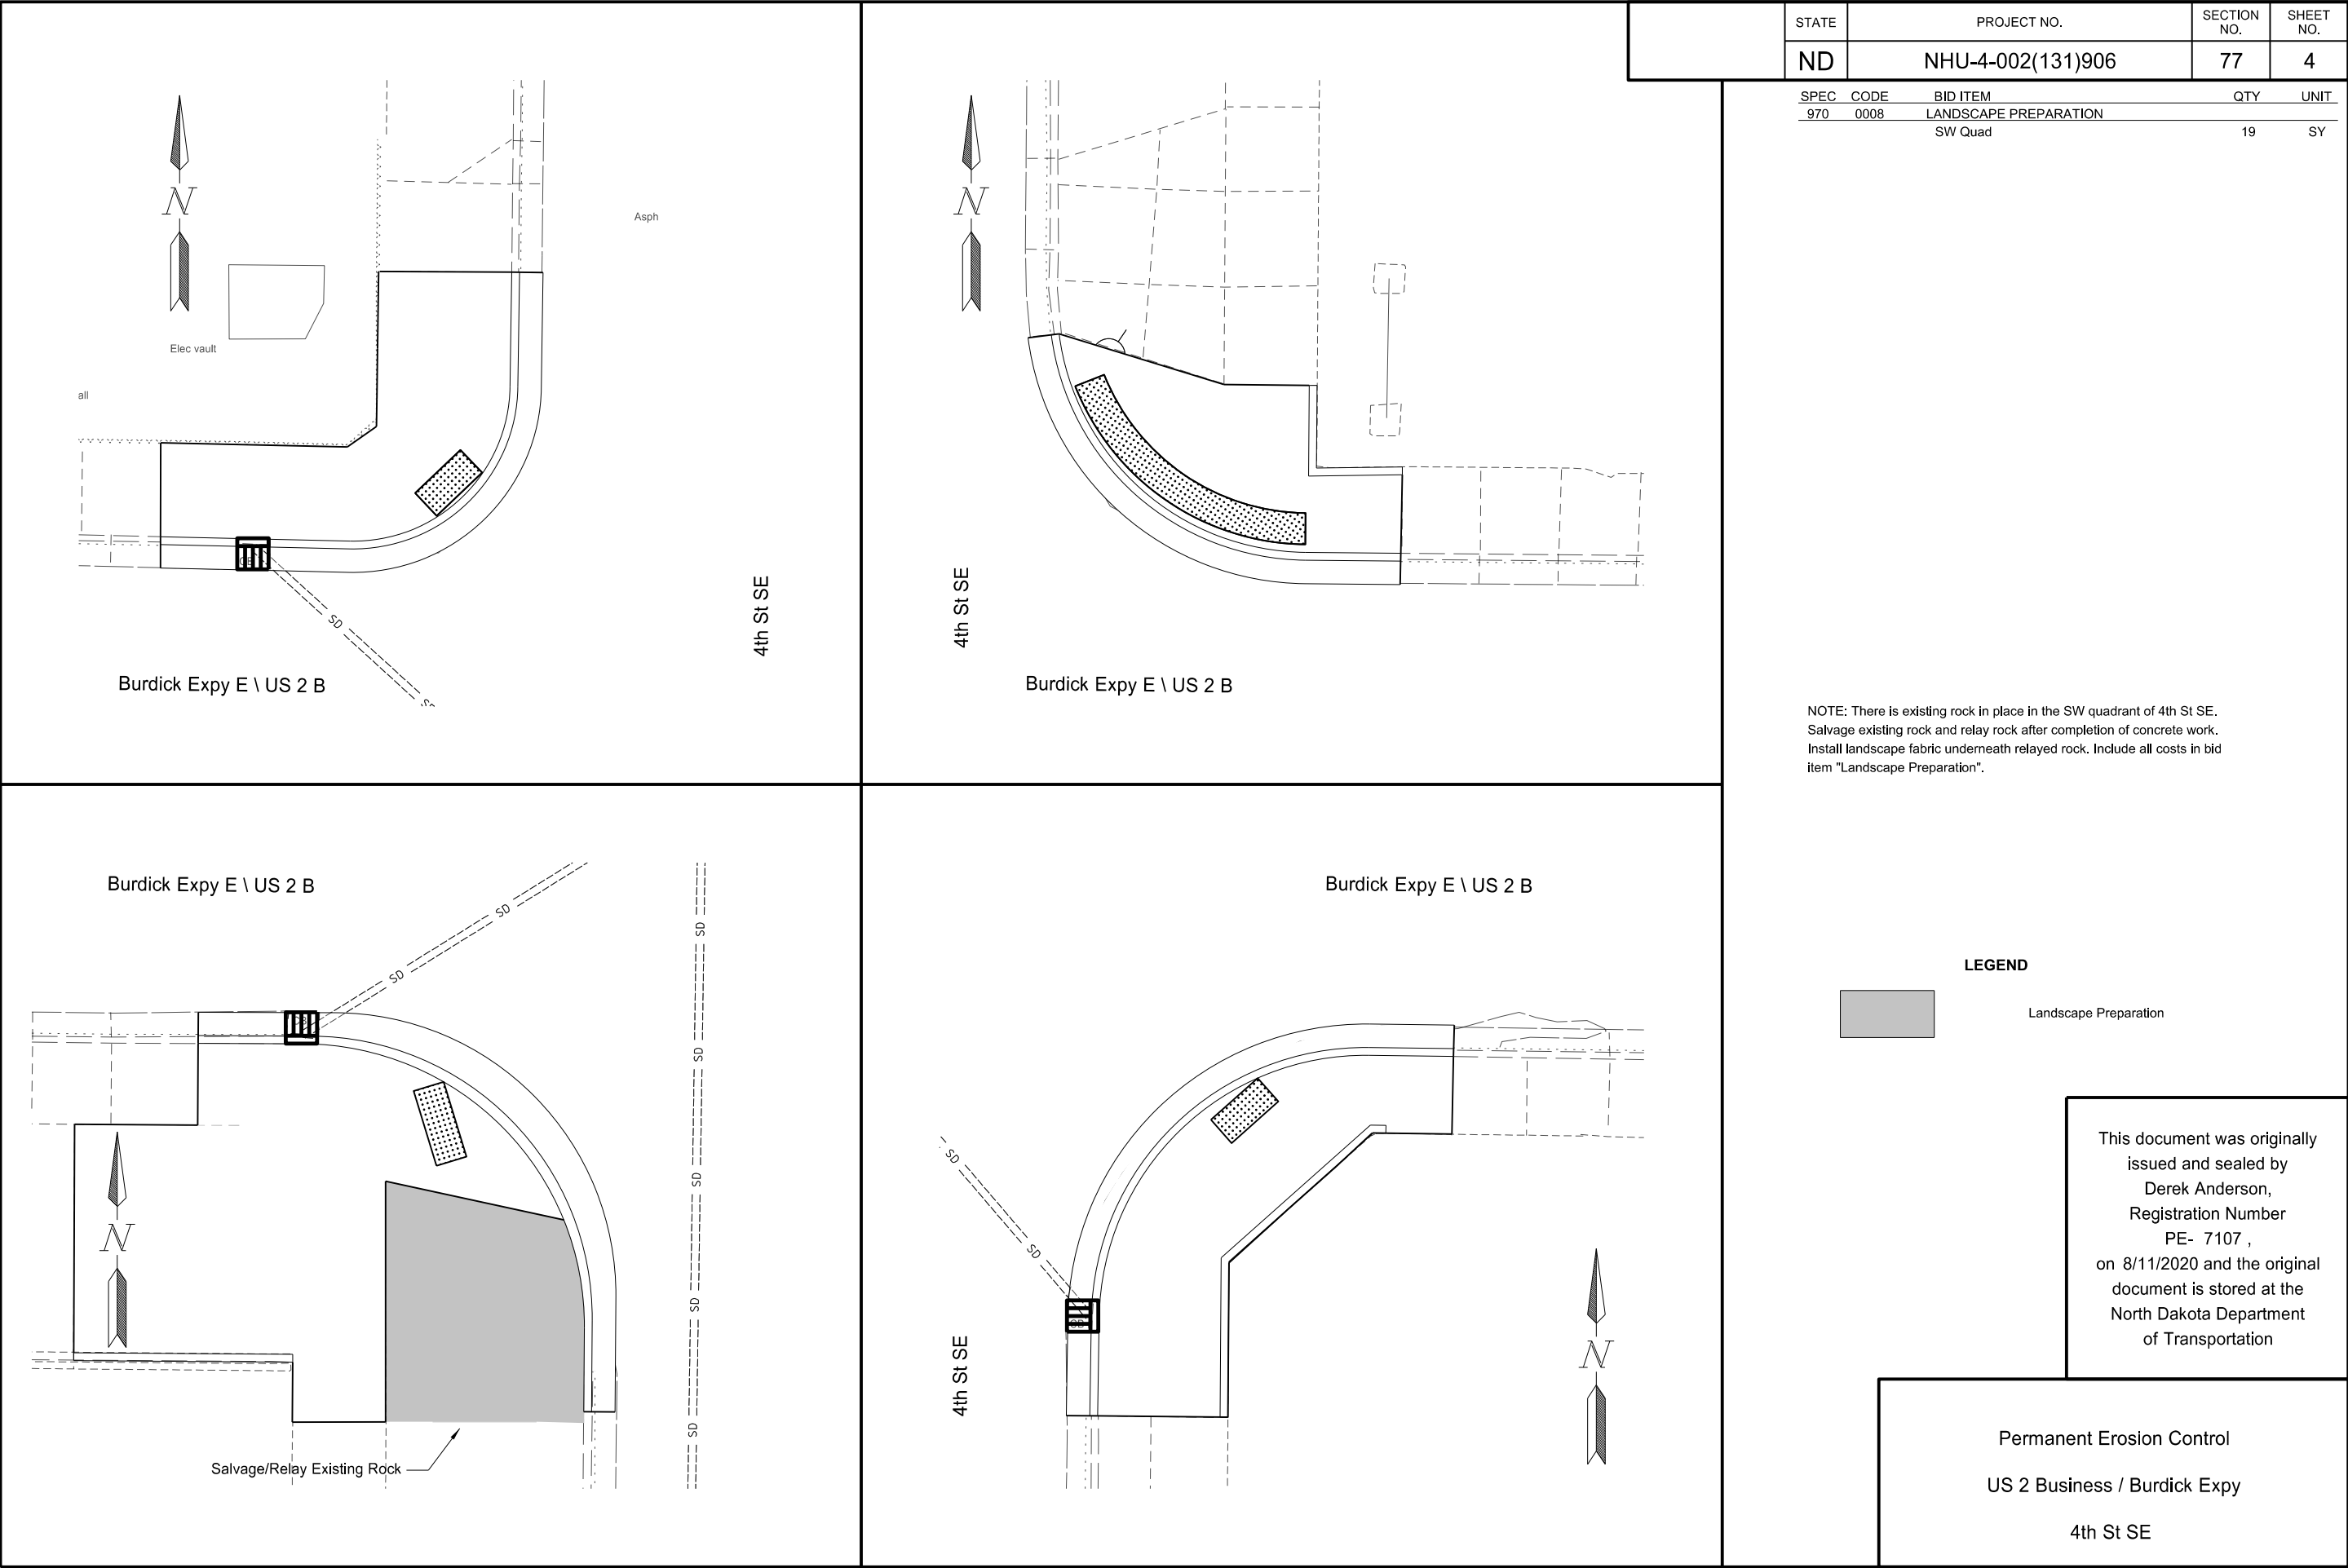 STATE PROJECT NO. SECTION NO. SHEET NO.
ND NHU-4-002(131)906 77 4
SPEC CODE BID ITEM QTY UNIT
970 0008 LANDSCAPE PREPARATION
SW Quad 19 SY
N
Asph
Elec vault
all
SD
4th St SE
Burdick Expy E \ US 2 B
N
4th St SE
Burdick Expy E \ US 2 B
NOTE: There is existing rock in place in the SW quadrant of 4th St SE.
Salvage existing rock and relay rock after completion of concrete work.
Install landscape fabric underneath relayed rock. Include all costs in bid
item "Landscape Preparation".
Burdick Expy E \ US 2 B
SD
SD
SD
SD
SD
SD
SD
N
Salvage/Relay Existing Rock
Burdick Expy E \ US 2 B
SD
SD
4th St SE
N
LEGEND
Landscape Preparation
This document was originally
issued and sealed by
Derek Anderson,
Registration Number
PE- 7107 ,
on 8/11/2020 and the original
document is stored at the
North Dakota Department
of Transportation
Permanent Erosion Control
US 2 Business / Burdick Expy
4th St SE